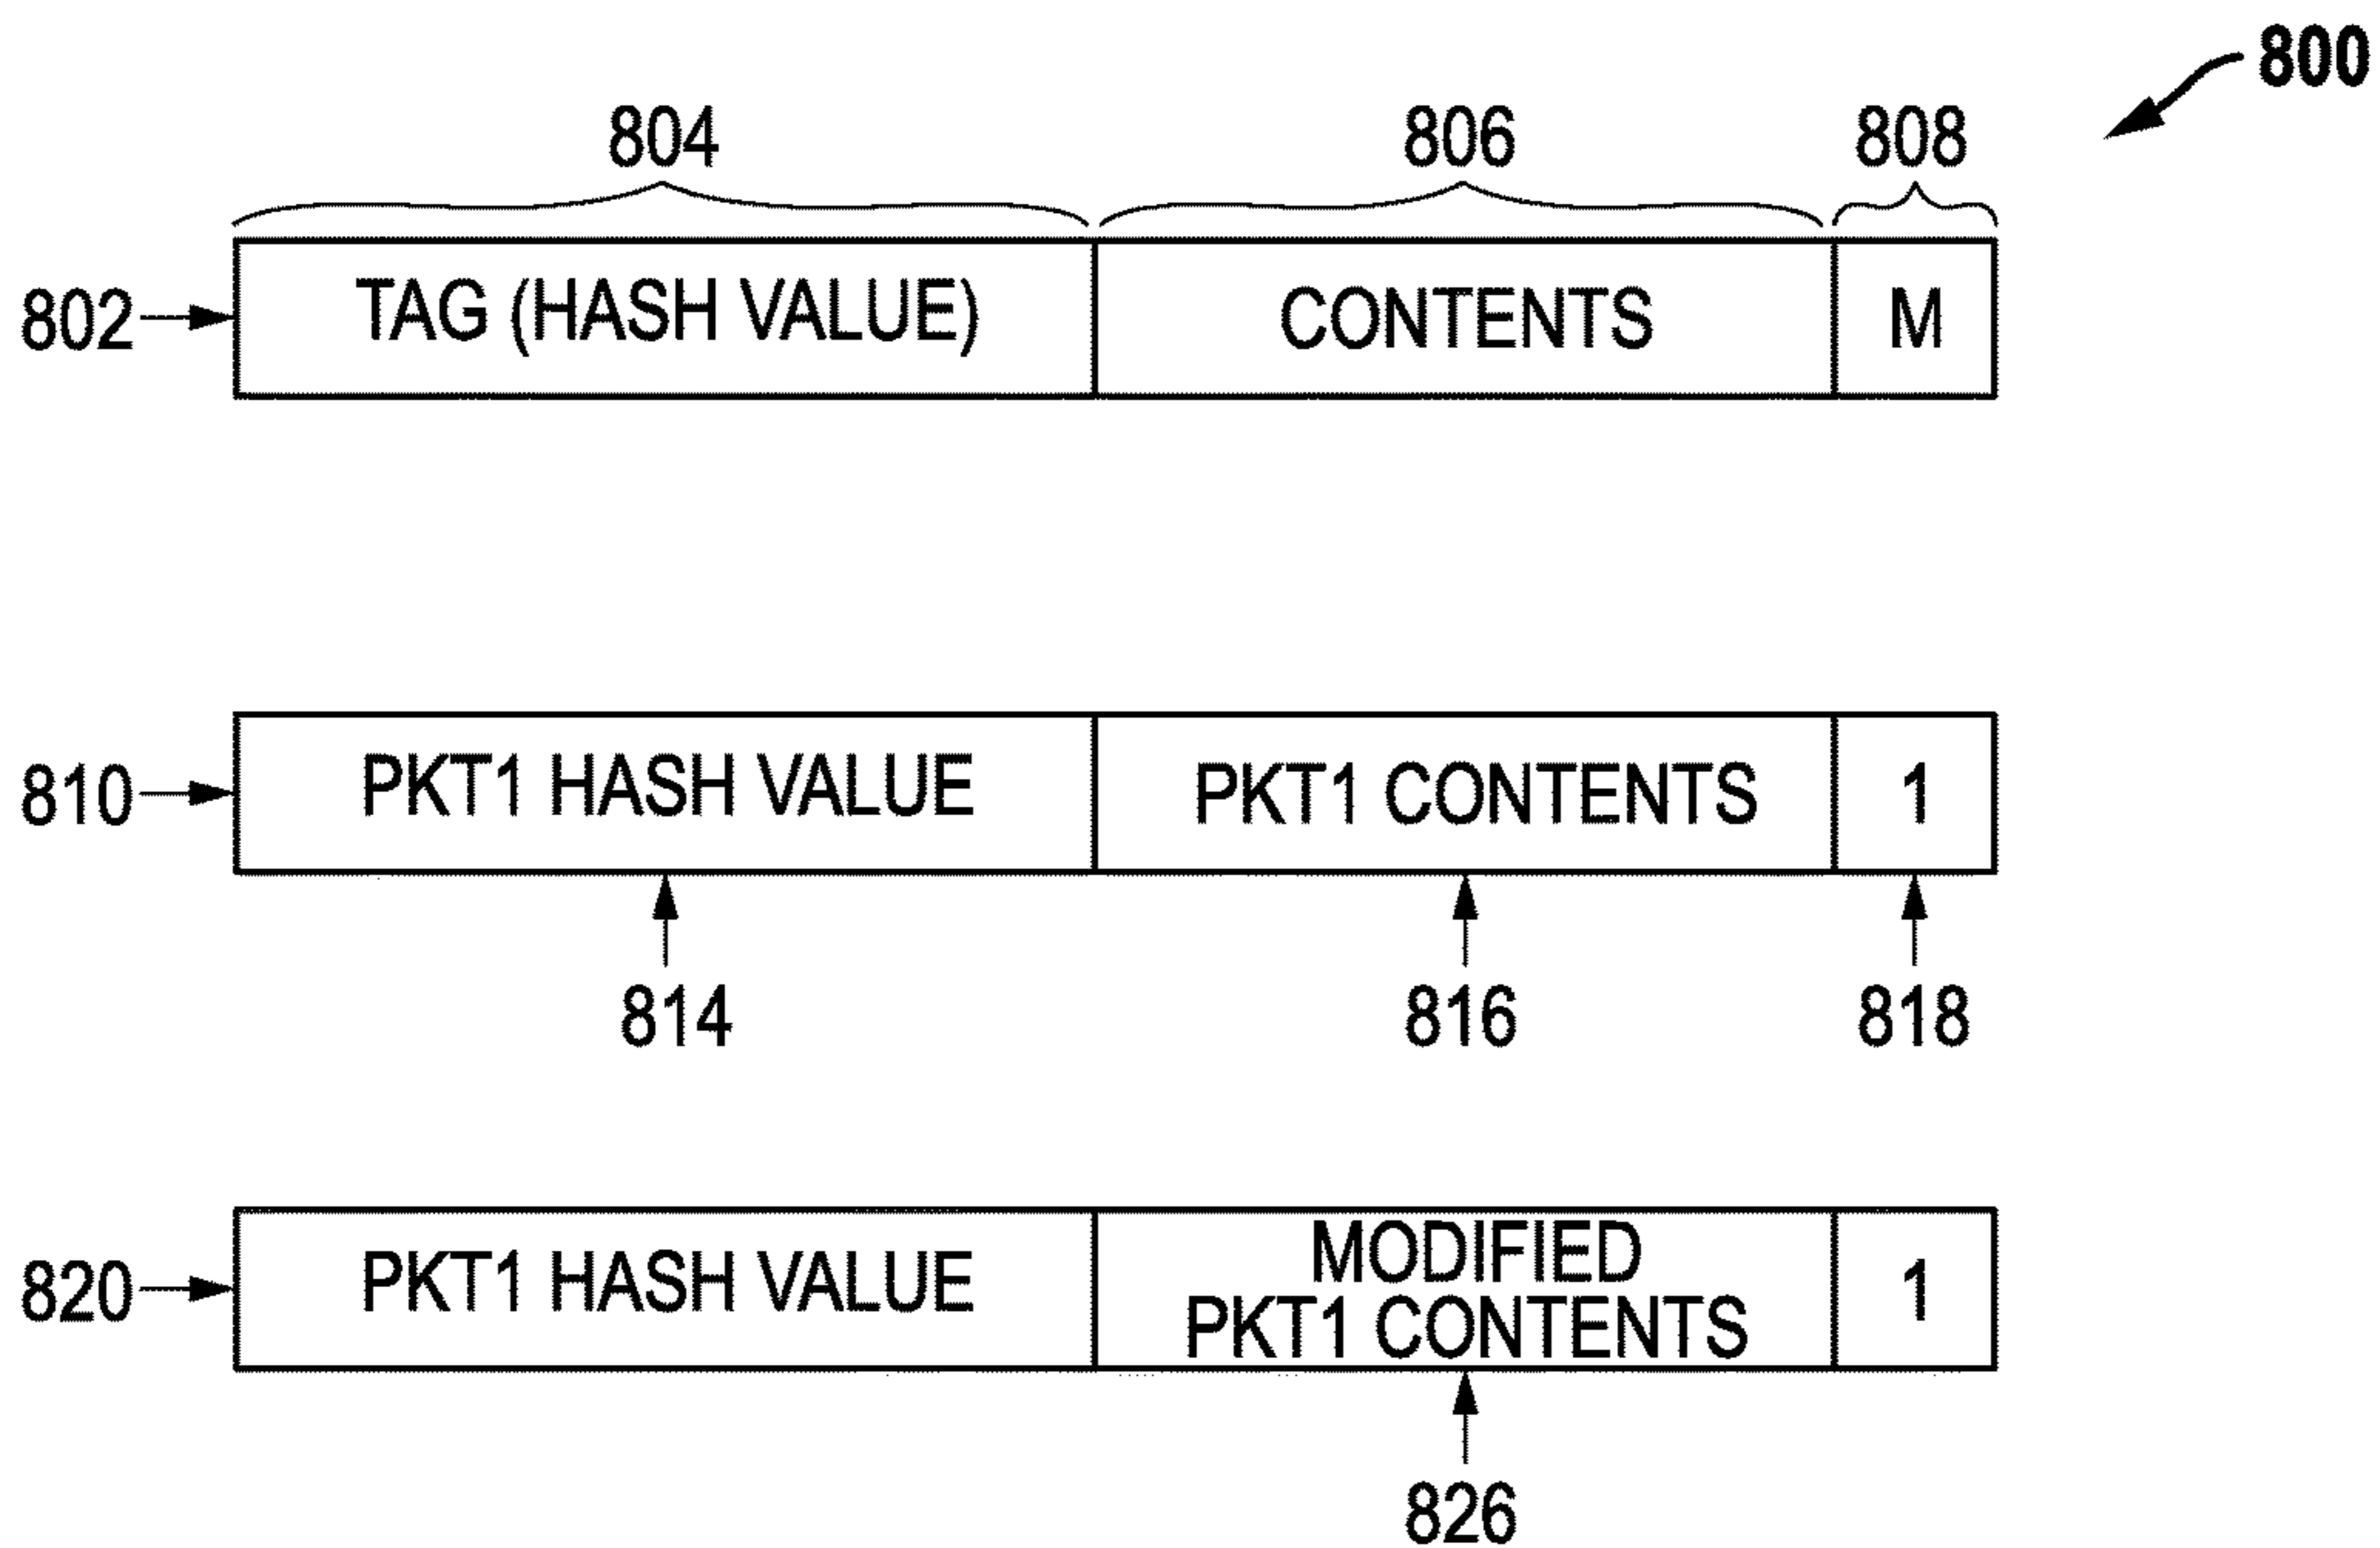 800
804 806 808
802 TAG (HASH VALUE) CONTENTS M
810 PKT1 HASH VALUE PKT1 CONTENTS 1
814 816 818
820 PKT1 HASH VALUE MODIFIED PKT1 CONTENTS 1
826